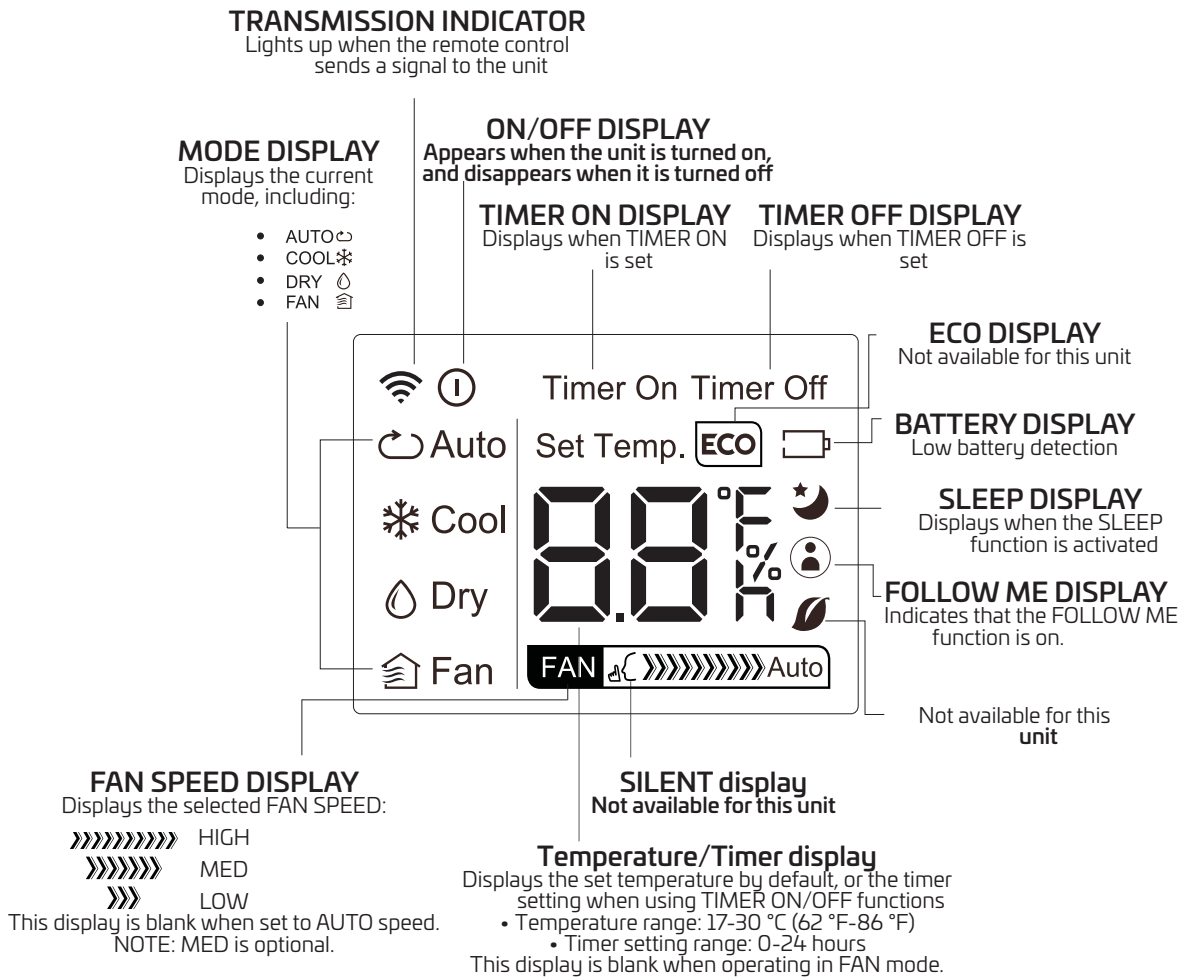 TRANSMISSION INDICATOR
Lights up when the remote control
sends a signal to the unit
ON/OFF DISPLAY
Appears when the unit is turned on,
and disappears when it is turned off
MODE DISPLAY
Displays the current
mode, including:
• AUTO
• COOL
• DRY
• FAN
TIMER ON DISPLAY
Displays when TIMER ON
is set
TIMER OFF DISPLAY
Displays when TIMER OFF is
set
ECO DISPLAY
Not available for this unit
BATTERY DISPLAY
Low battery detection
SLEEP DISPLAY
Displays when the SLEEP
function is activated
FOLLOW ME DISPLAY
Indicates that the FOLLOW ME
function is on.
Not available for this
unit
Timer On Timer Off
Auto
Set Temp. ECO
Cool
88 °F
%
h
Dry
Fan
FAN Auto
FAN SPEED DISPLAY
Displays the selected FAN SPEED:
HIGH
MED
LOW
This display is blank when set to AUTO speed.
NOTE: MED is optional.
SILENT display
Not available for this unit
Temperature/Timer display
Displays the set temperature by default, or the timer
setting when using TIMER ON/OFF functions
• Temperature range: 17-30 °C (62 °F-86 °F)
• Timer setting range: 0-24 hours
This display is blank when operating in FAN mode.